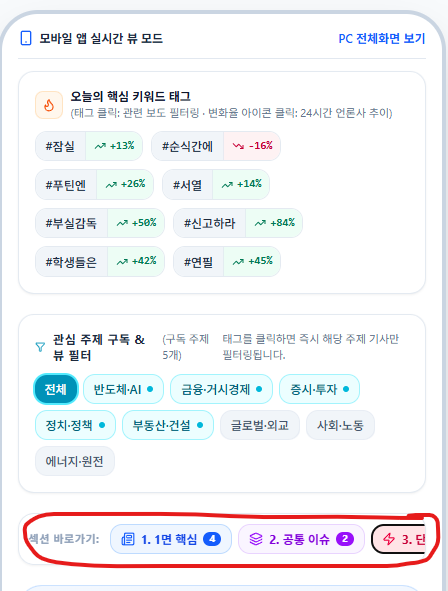 모바일 앱 실시간 뷰 모드 PC 전체화면 보기
오늘의 핵심 키워드 태그
(태그 클릭: 관련 보도 필터링 · 변화율 아이콘 클릭: 24시간 언론사 추이)
#잠실 +13% #순식간에 -16%
#푸틴엔 +26% #서열 +14%
#부실감독 +50% #신고하라 +84%
#학생들은 +42% #연필 +45%
관심 주제 구독 & 뷰 필터 (구독 주제 5개) 태그를 클릭하면 즉시 해당 주제 기사만 필터링됩니다.
전체 반도체·AI 금융·거시경제 증시·투자
정치·정책 부동산·건설 글로벌·외교 사회·노동
에너지·원전
섹션 바로가기: 1. 1면 핵심 4 2. 공통 이슈 2 3. 단